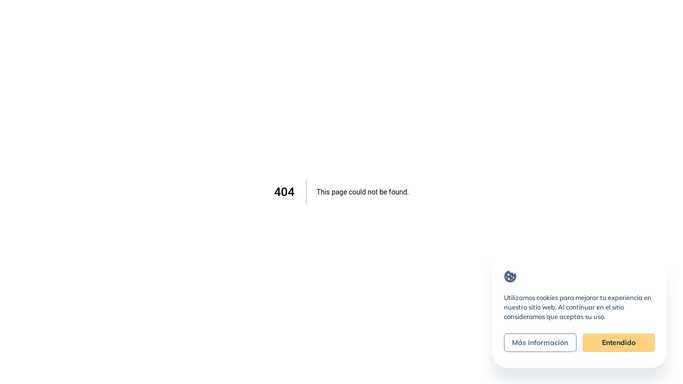 404
This page could not be found.
Utilizamos cookies para mejorar tu experiencia en
nuestro sitio web. Al continuar en el sitio
consideramos que aceptas su uso.
Más información
Entendido